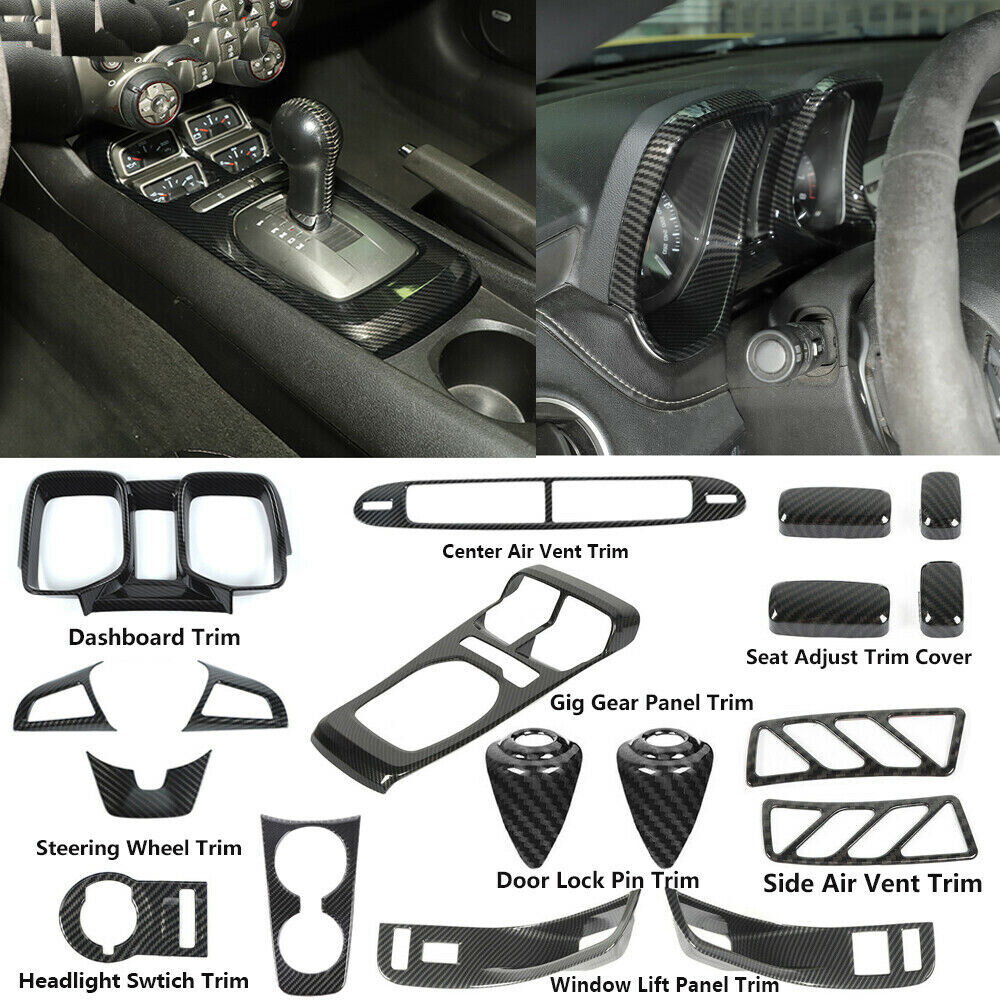 Center Air Vent Trim
Dashboard Trim
Seat Adjust Trim Cover
Gig Gear Panel Trim
Steering Wheel Trim
Door Lock Pin Trim
Side Air Vent Trim
Headlight Swtich Trim
Window Lift Panel Trim